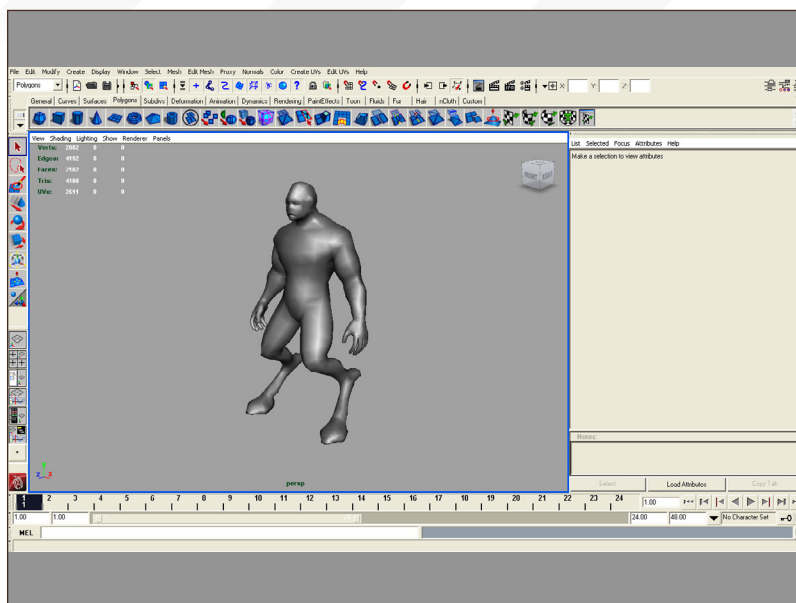 File Edit Modify Create Display Window Select Mesh Edit Mesh Proxy Normals Color Create UVs Edit UVs Help
Polygons X: Y: Z:
General Curves Surfaces Polygons Subdivs Deformation Animation Dynamics Rendering PaintEffects Toon Fluids Fur Hair nCloth Custom
View Shading Lighting Show Renderer Panels
List Selected Focus Attributes Help
Make a selection to view attributes
Verts: 2082 0 0
Edges: 4182 0 0
Faces: 2107 0 0
Tris: 4160 0 0
UVs: 2611 0 0
FRONT RIGHT
Notes:
persp
Select Load Attributes Copy Tab
1 2 3 4 5 6 7 8 9 10 11 12 13 14 15 16 17 18 19 20 21 22 23 24 1.00
1
1.00 1.00 24.00 48.00 No Character Set
MEL